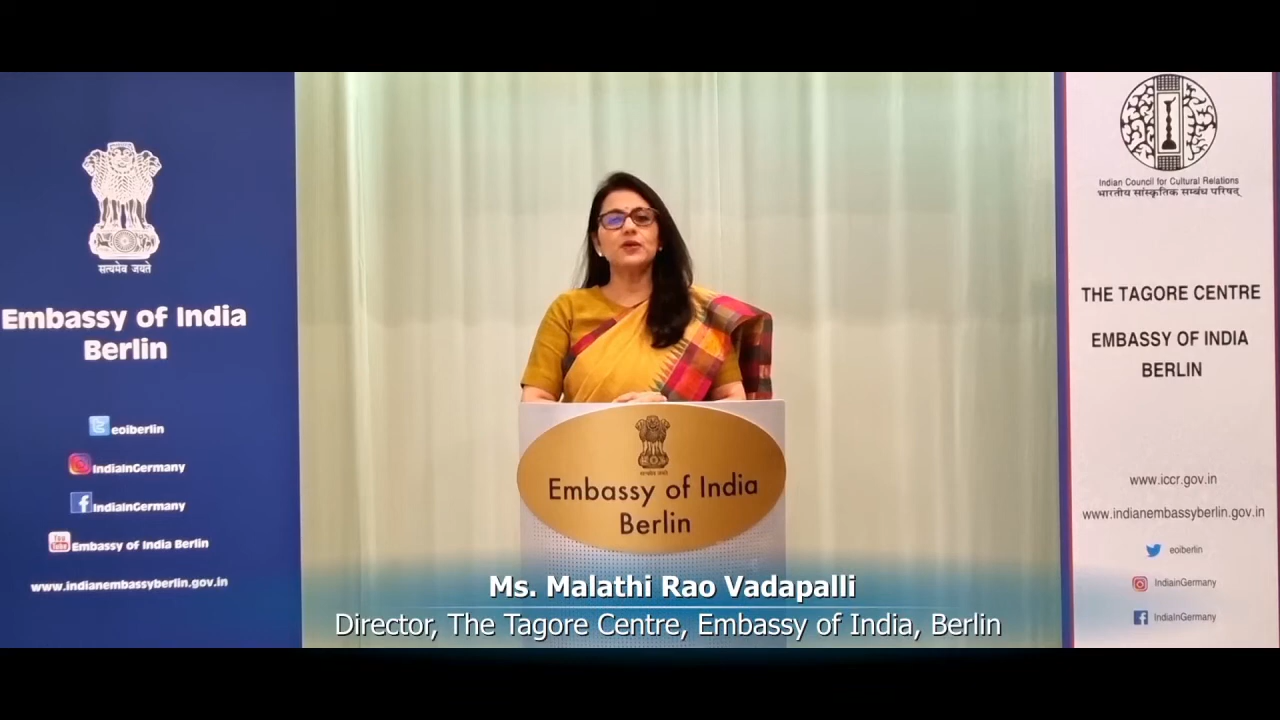 सत्यमेव जयते
Embassy of India
Berlin
eoiberlin
IndiaInGermany
IndiaInGermany
You
Tube
Embassy of India Berlin
www.indianembassyberlin.gov.in
Embassy of India
Berlin
Ms. Malathi Rao Vadapalli
Director, The Tagore Centre, Embassy of India, Berlin
Indian Council for Cultural Relations
भारतीय सांस्कृतिक सम्बंध परिषद्
THE TAGORE CENTRE
EMBASSY OF INDIA
BERLIN
www.iccr.gov.in
www.indianembassyberlin.gov.in
eoiberlin
IndiainGermany
IndiaInGermany